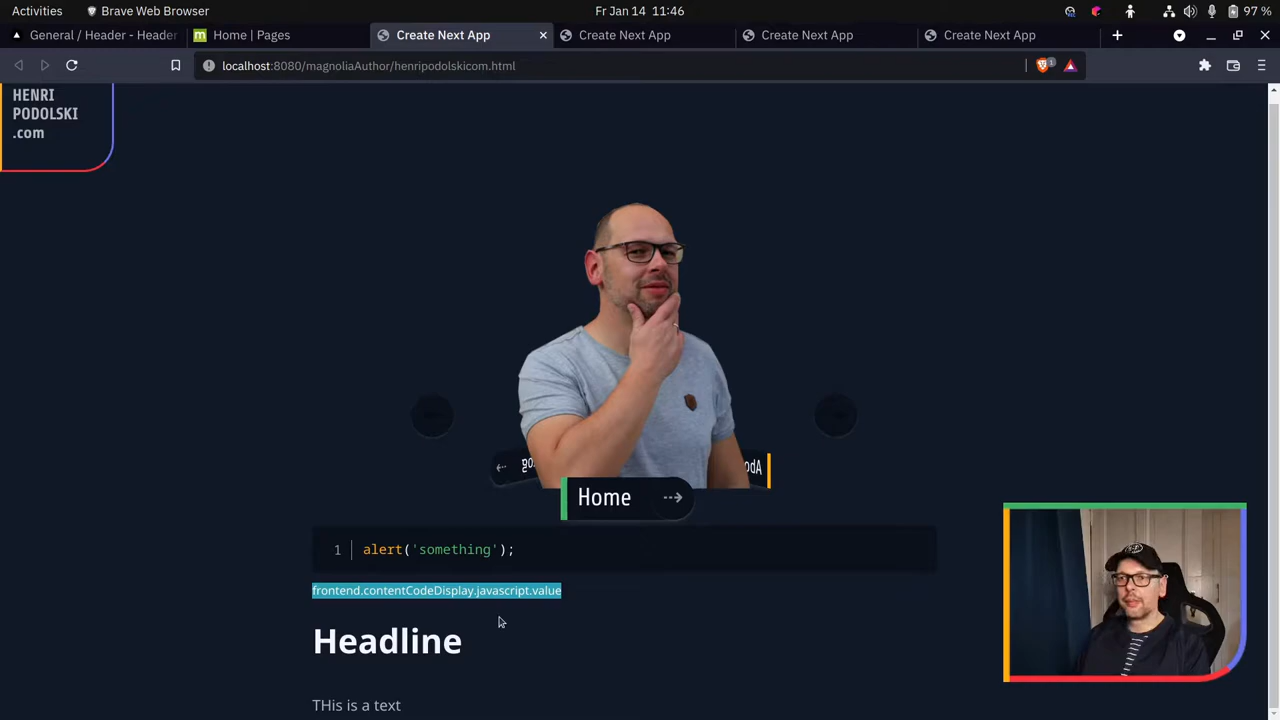 Activities Brave Web Browser Fr Jan 14 11:46 97 %
General / Header - Header Home | Pages Create Next App Create Next App Create Next App Create Next App
localhost:8080/magnoliaAuthor/henripodolskicom.html 1
HENRI
PODOLSKI
.com
Home
1 alert('something');
frontend.contentCodeDisplay.javascript.value
Headline
THis is a text